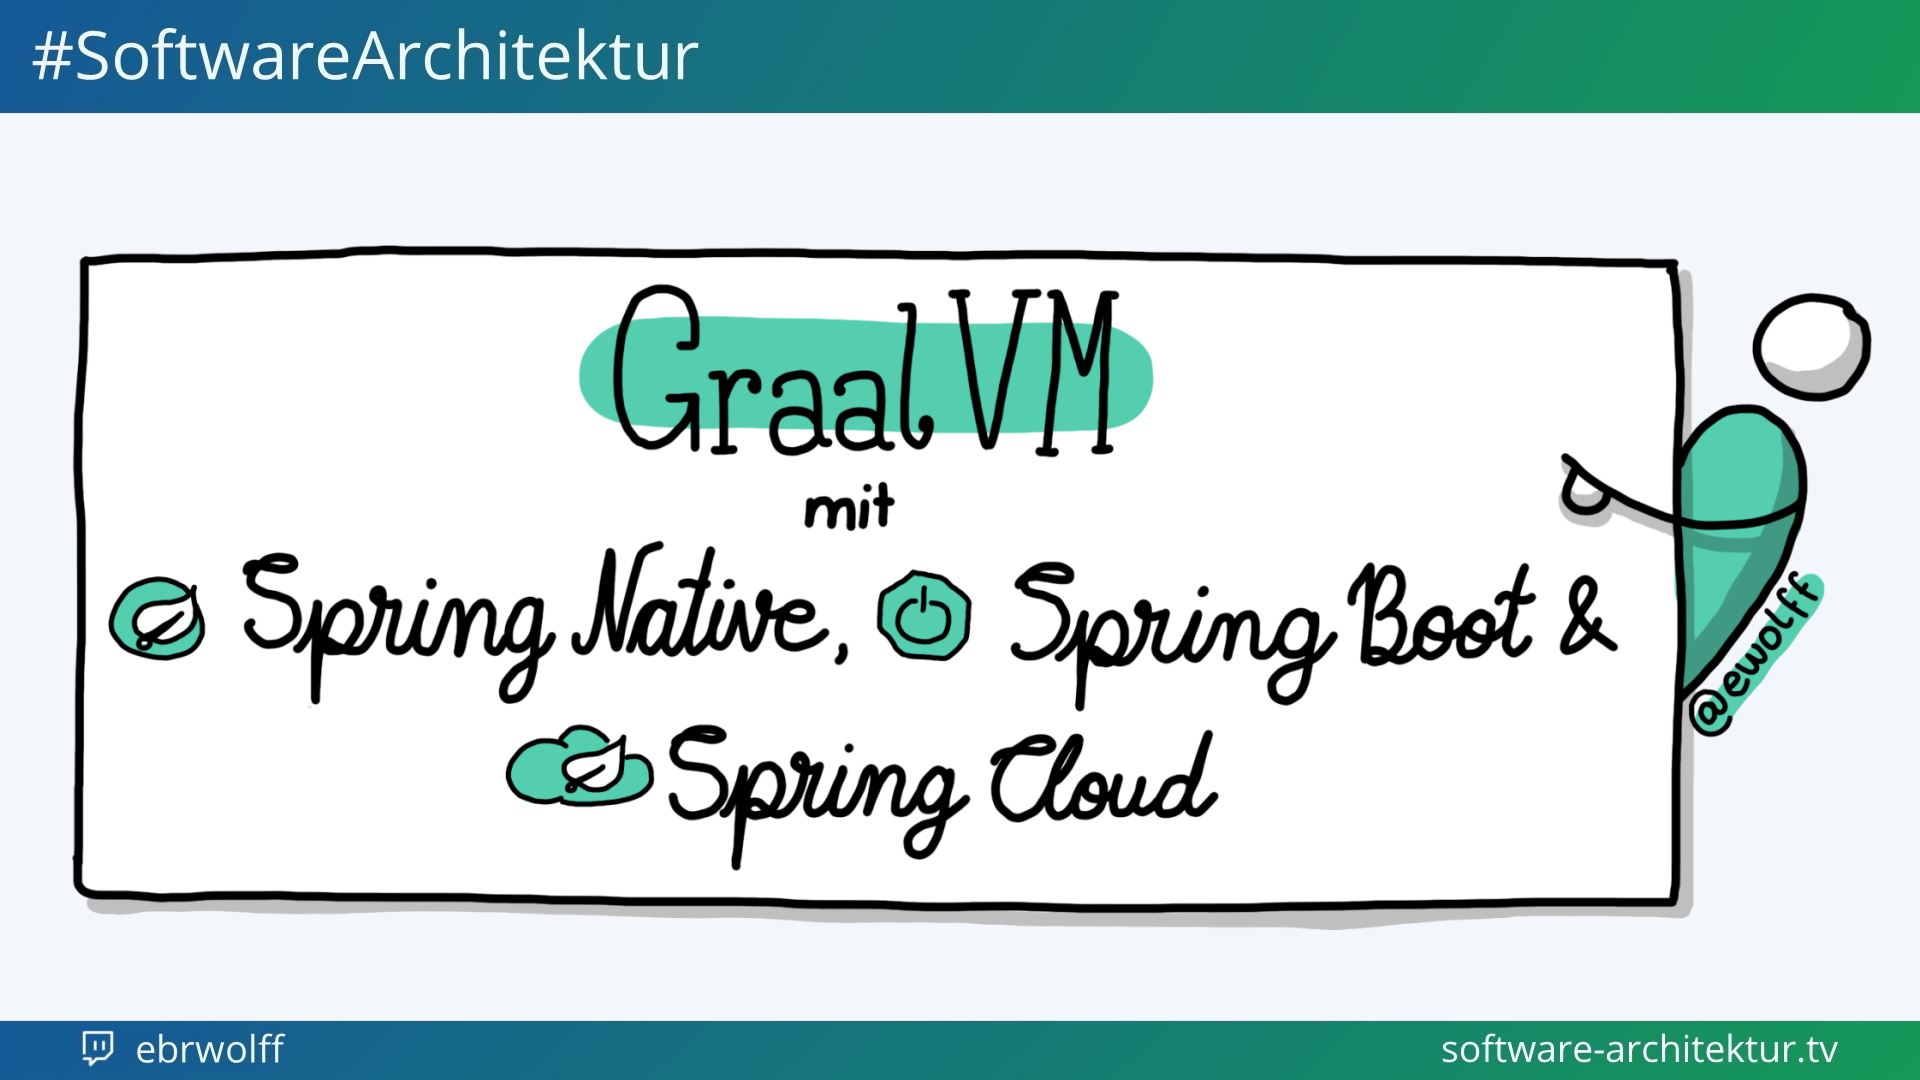 #SoftwareArchitektur
GraalVM
mit
Spring Native, Spring Boot &
Spring Cloud
@ewolff
ebrwolff
software-architektur.tv